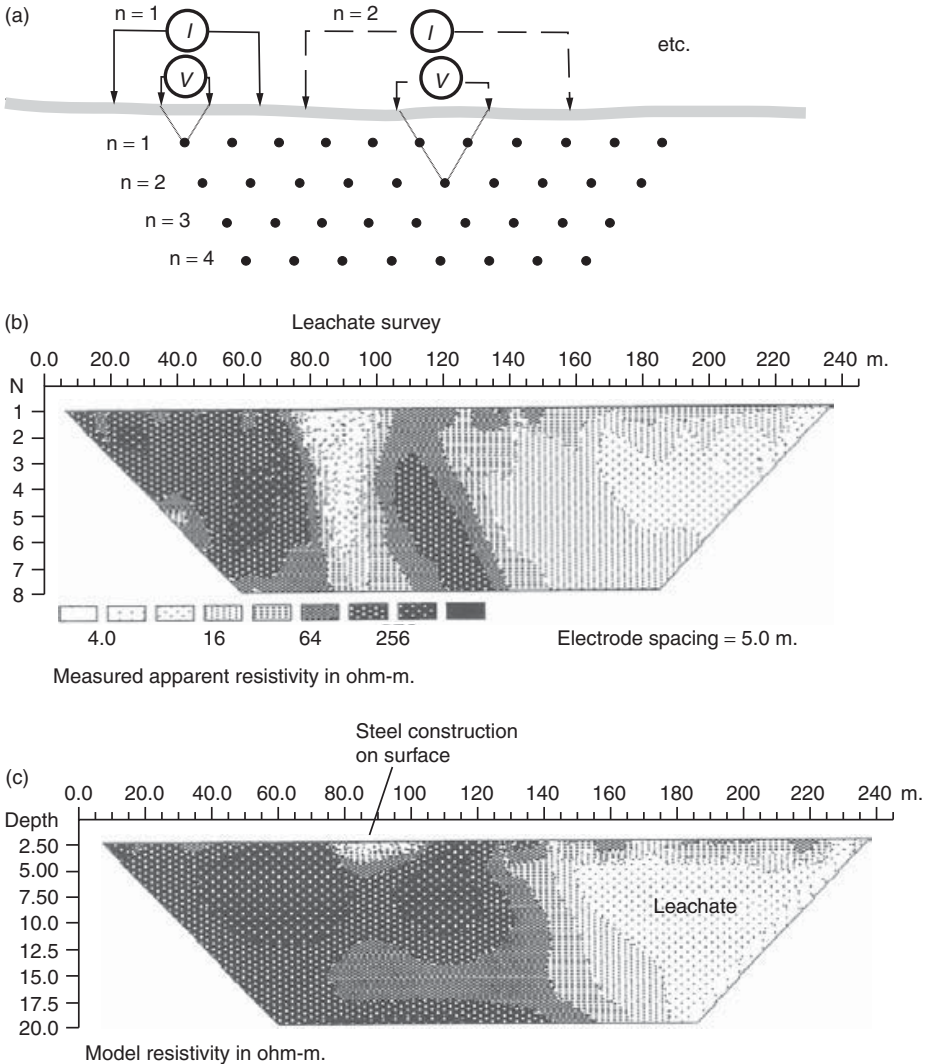 (a)
n = 1
I
n = 2
I
etc.
V
V
n = 1
n = 2
n = 3
n = 4
(b)
Leachate survey
0.0 20.0 40.0 60.0 80.0 100 120 140 160 180 200 220 240 m.
N
1
2
3
4
5
6
7
8
4.0 16 64 256
Electrode spacing = 5.0 m.
Measured apparent resistivity in ohm-m.
Steel construction
on surface
(c)
0.0 20.0 40.0 60.0 80.0 100 120 140 160 180 200 220 240 m.
Depth
2.50
5.00
7.50
10.0
12.5
15.0
17.5
20.0
Leachate
Model resistivity in ohm-m.